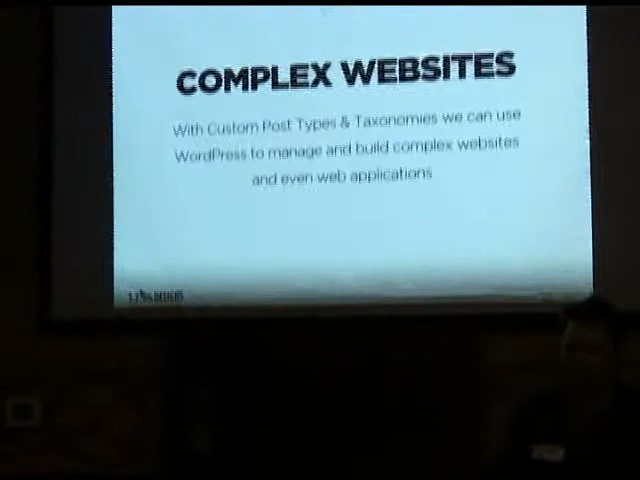 COMPLEX WEBSITES
With Custom Post Types & Taxonomies we can use
WordPress to manage and build complex websites
and even web applications